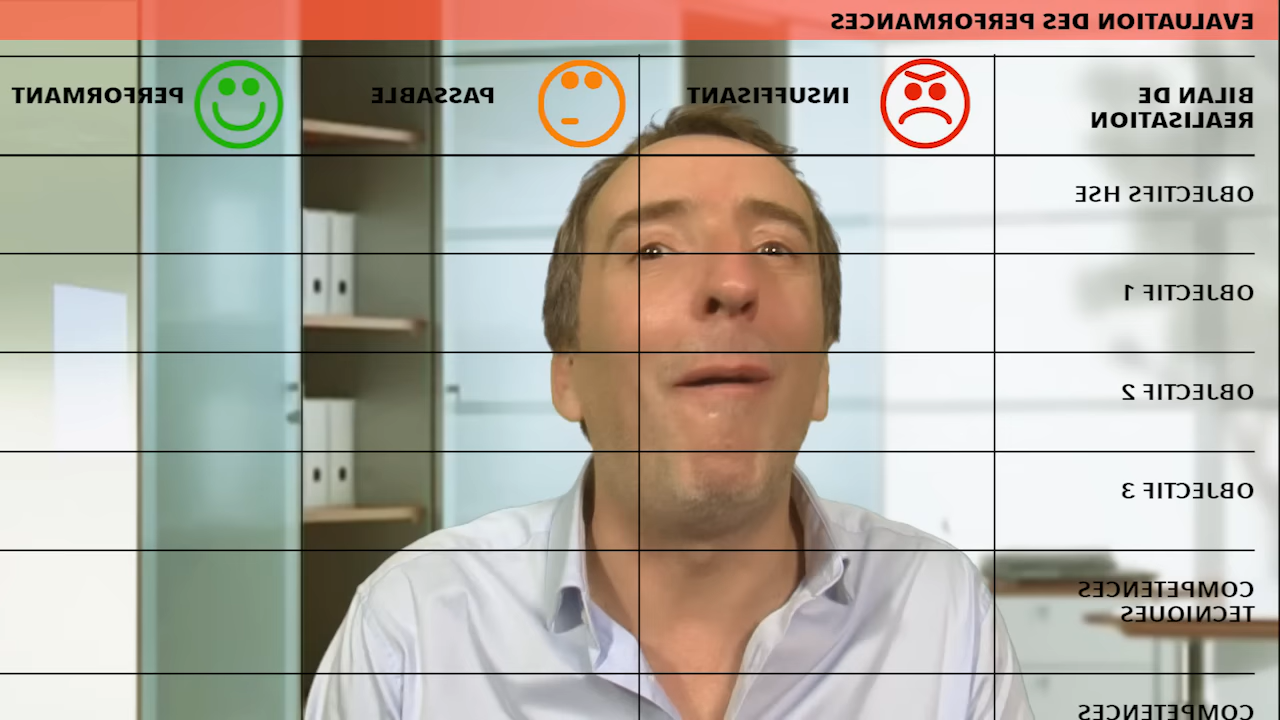 EVALUATION DES PERFORMANCES
BILAN DE
REALISATION
INSUFFISANT
PASSABLE
PERFORMANT
OBJECTIFS HSE
OBJECTIF 1
OBJECTIF 2
OBJECTIF 3
COMPETENCES
TECNIQUES
COMPETENCES